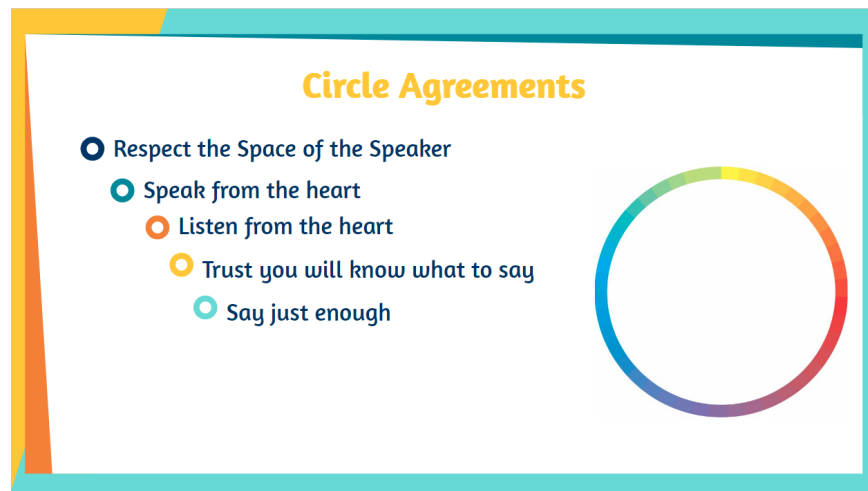 Circle Agreements
Respect the Space of the Speaker
Speak from the heart
Listen from the heart
Trust you will know what to say
Say just enough